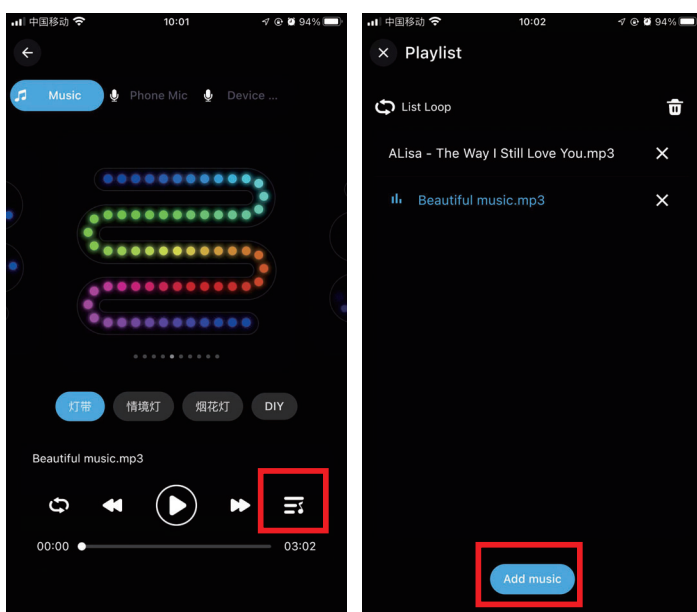 中国移动 10:01 94%
Music Phone Mic Device ...
灯带 情境灯 烟花灯 DIY
Beautiful music.mp3
00:00 03:02
中国移动 10:02 94%
Playlist
List Loop
ALisa - The Way I Still Love You.mp3
Beautiful music.mp3
Add music